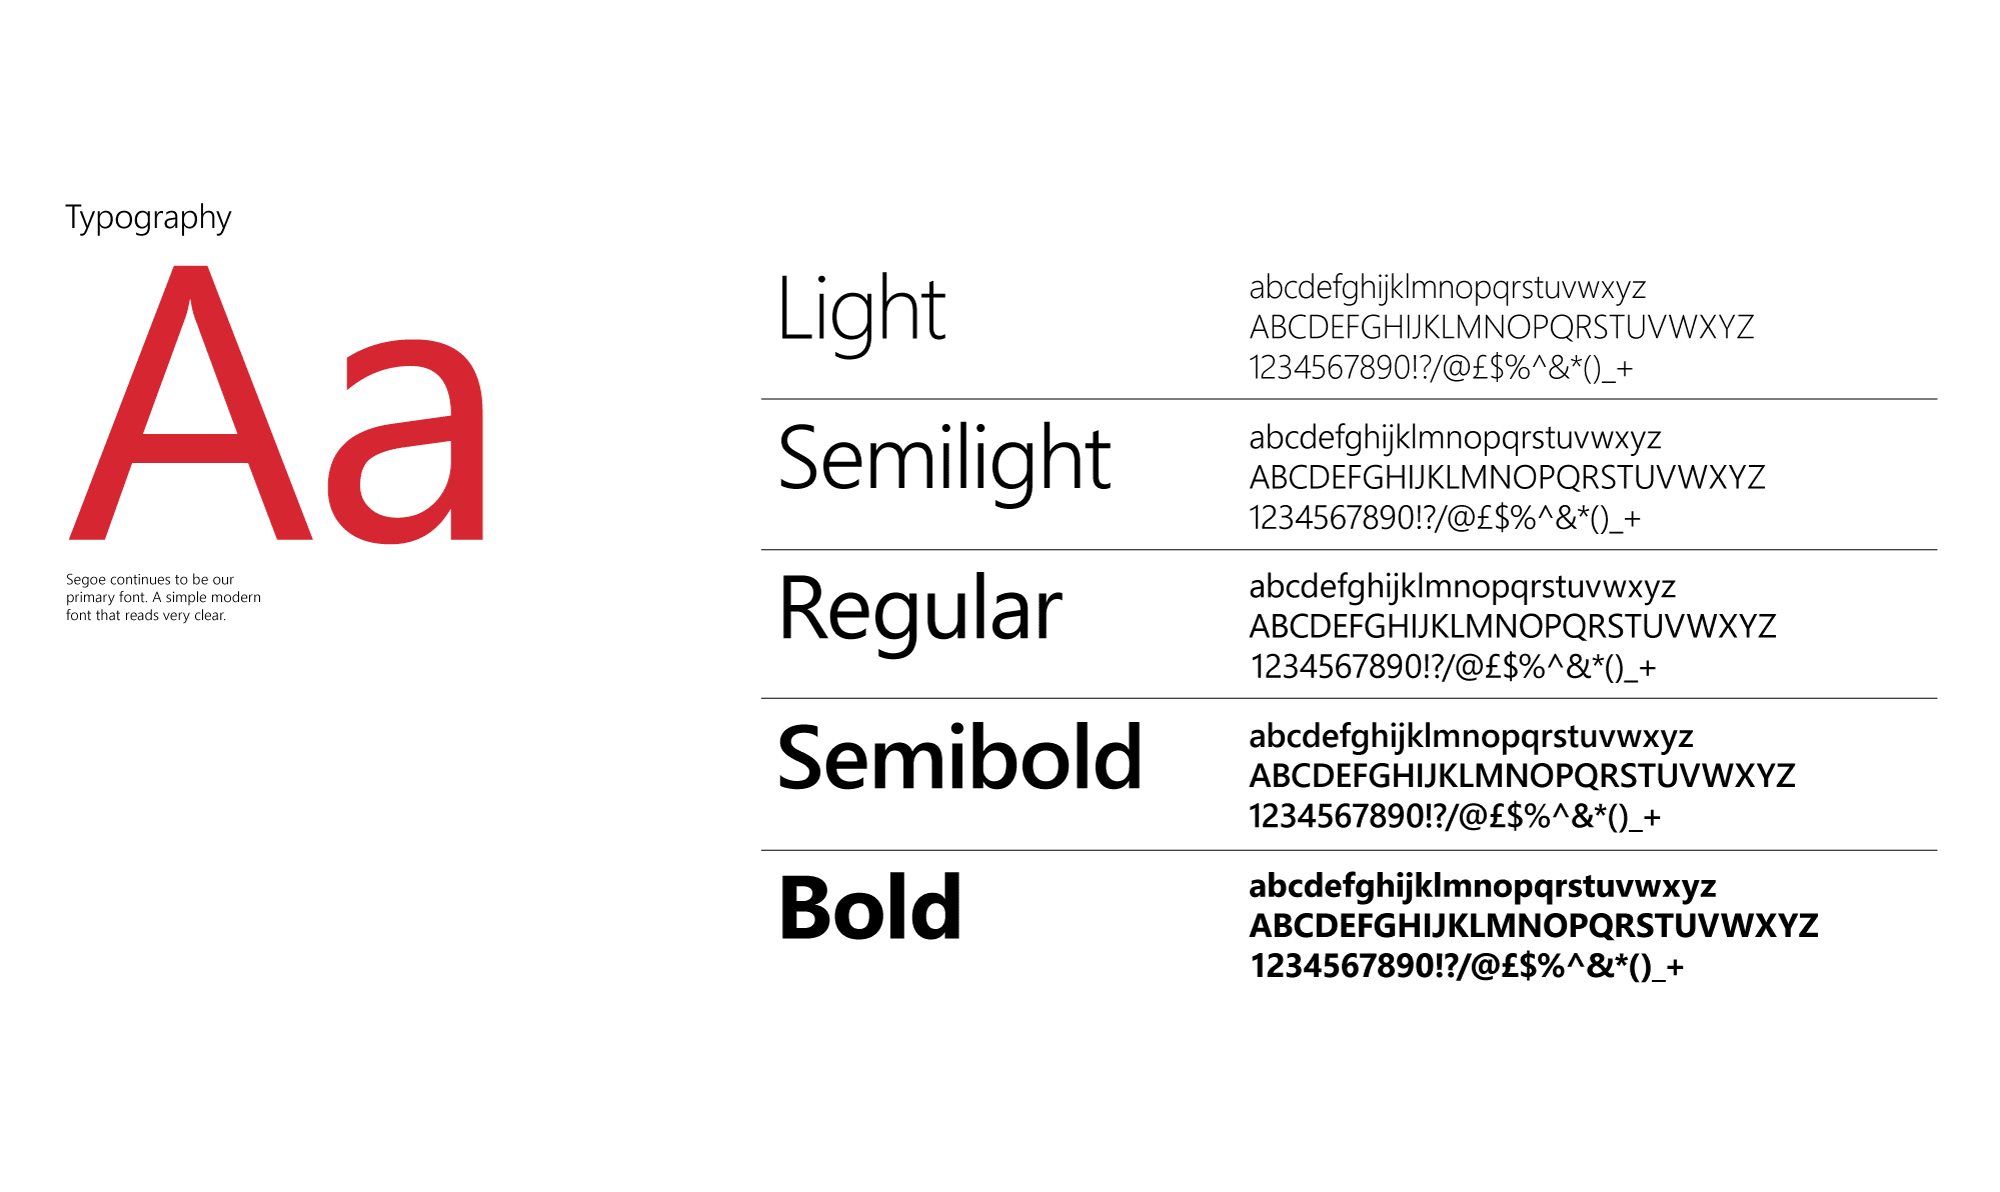 Typography
Aa
Segoe continues to be our
primary font. A simple modern
font that reads very clear.
Light
abcdefghijklmnopqrstuvwxyz
ABCDEFGHIJKLMNOPQRSTUVWXYZ
1234567890!?/@£$%^&*()_+
Semilight
abcdefghijklmnopqrstuvwxyz
ABCDEFGHIJKLMNOPQRSTUVWXYZ
1234567890!?/@£$%^&*()_+
Regular
abcdefghijklmnopqrstuvwxyz
ABCDEFGHIJKLMNOPQRSTUVWXYZ
1234567890!?/@£$%^&*()_+
Semibold
abcdefghijklmnopqrstuvwxyz
ABCDEFGHIJKLMNOPQRSTUVWXYZ
1234567890!?/@£$%^&*()_+
Bold
abcdefghijklmnopqrstuvwxyz
ABCDEFGHIJKLMNOPQRSTUVWXYZ
1234567890!?/@£$%^&*()_+